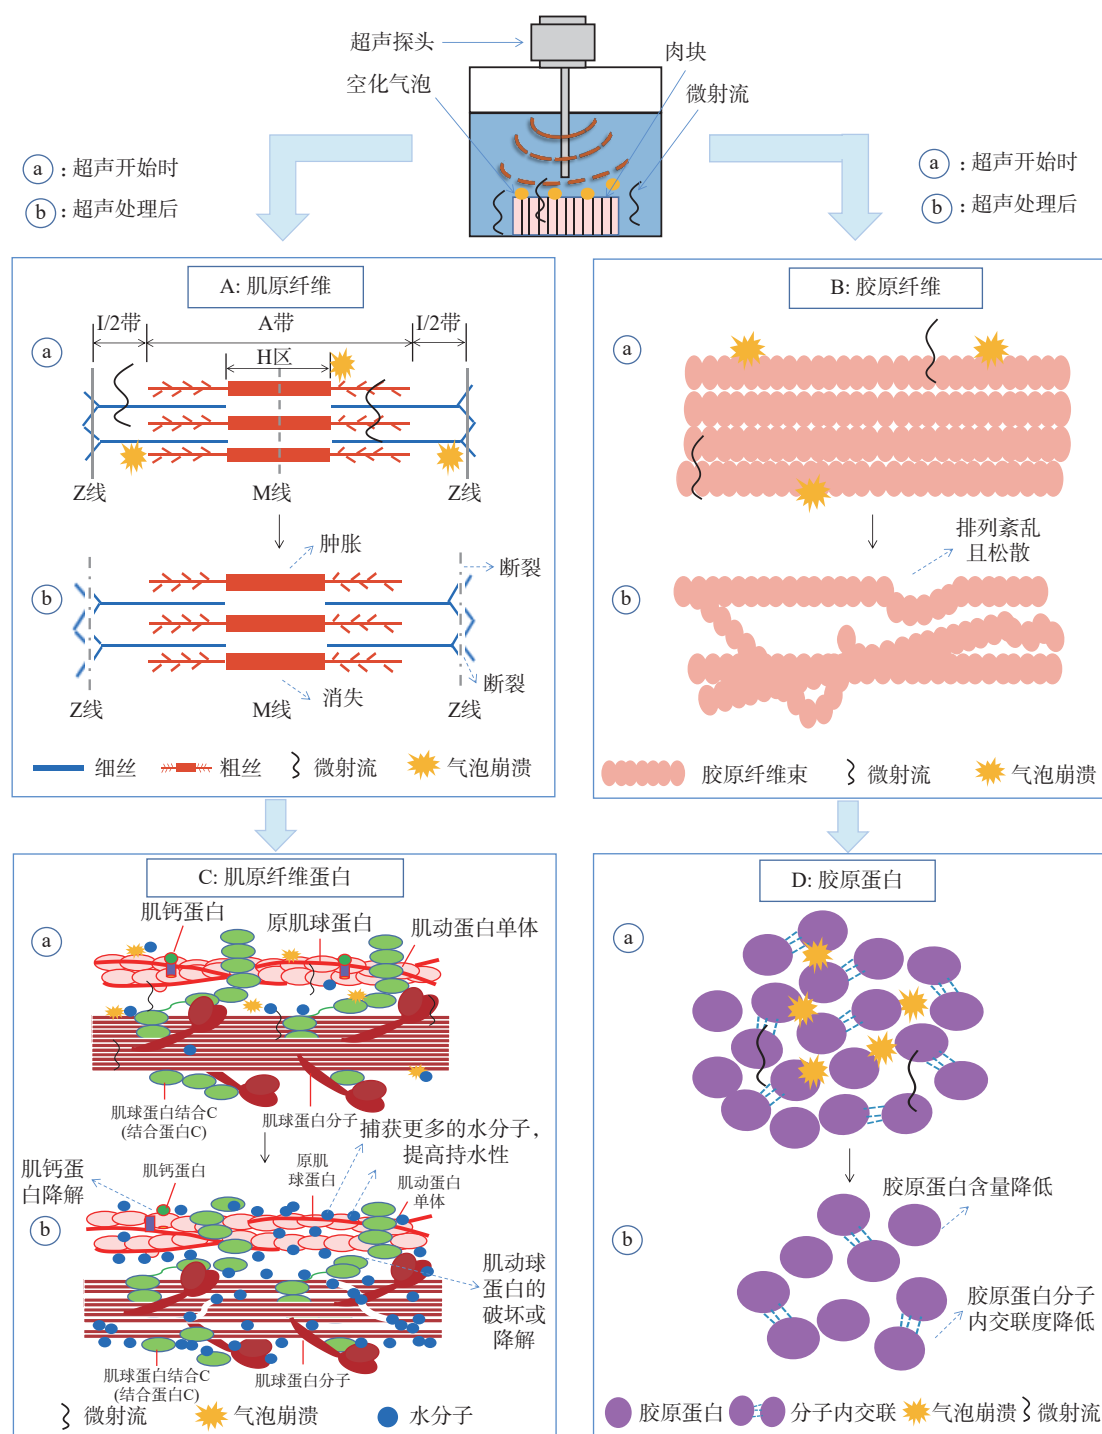 超声探头
肉块
空化气泡
微射流
a：超声开始时
b：超声处理后
a：超声开始时
b：超声处理后
A: 肌原纤维
I/2带
A带
I/2带
a
H区
Z线
M线
Z线
肿胀
断裂
b
断裂
消失
Z线
M线
Z线
细丝
粗丝
微射流
气泡崩溃
B: 胶原纤维
a
排列紊乱
且松散
b
胶原纤维束
微射流
气泡崩溃
C: 肌原纤维蛋白
a
肌钙蛋白
原肌球蛋白
肌动蛋白单体
肌球蛋白结合C
(结合蛋白C)
肌球蛋白分子
捕获更多的水分子，
提高持水性
肌钙蛋
白降解
肌钙蛋白
原肌
球蛋白
肌动蛋白
单体
b
肌动球
蛋白的
破坏或
降解
肌球蛋白结合C
(结合蛋白C)
肌球蛋白分子
微射流
气泡崩溃
水分子
D: 胶原蛋白
a
胶原蛋白含量降低
b
胶原蛋白分子
内交联度降低
胶原蛋白
分子内交联
气泡崩溃
微射流